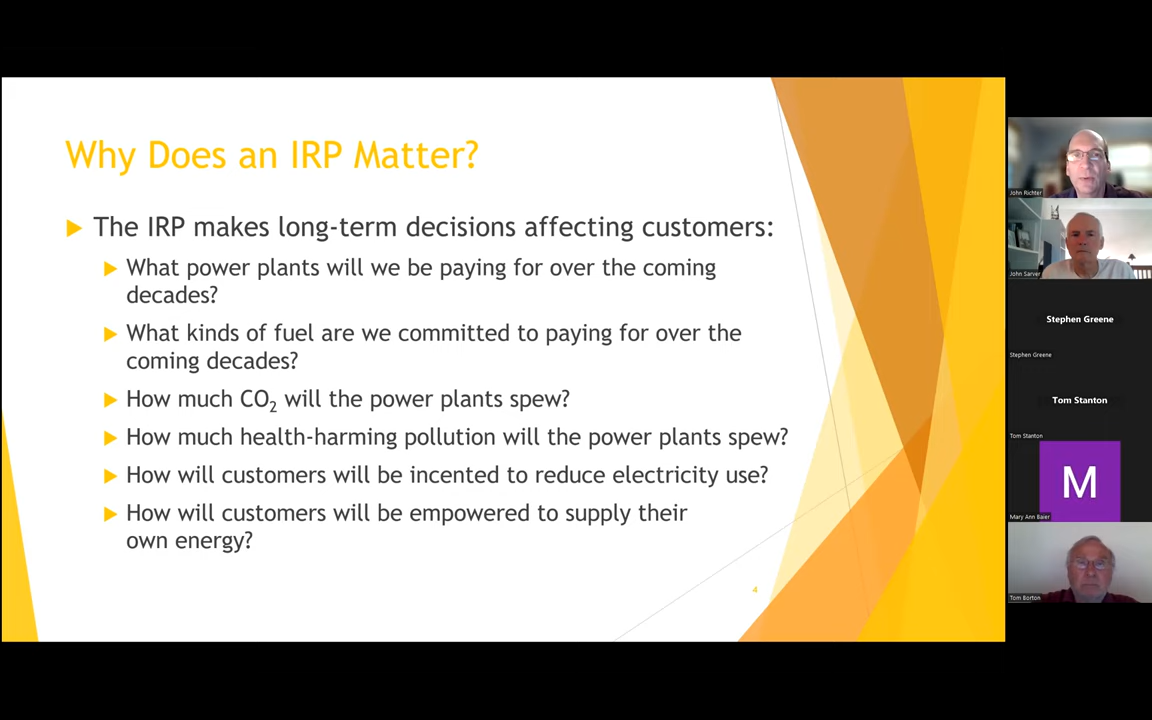 Why Does an IRP Matter?
The IRP makes long-term decisions affecting customers:
What power plants will we be paying for over the coming
decades?
What kinds of fuel are we committed to paying for over the
coming decades?
How much CO₂ will the power plants spew?
How much health-harming pollution will the power plants spew?
How will customers will be incented to reduce electricity use?
How will customers will be empowered to supply their
own energy?
4
John Richter
John Sarver
Stephen Greene
Stephen Greene
Tom Stanton
Tom Stanton
M
Mary Ann Baier
Tom Borton